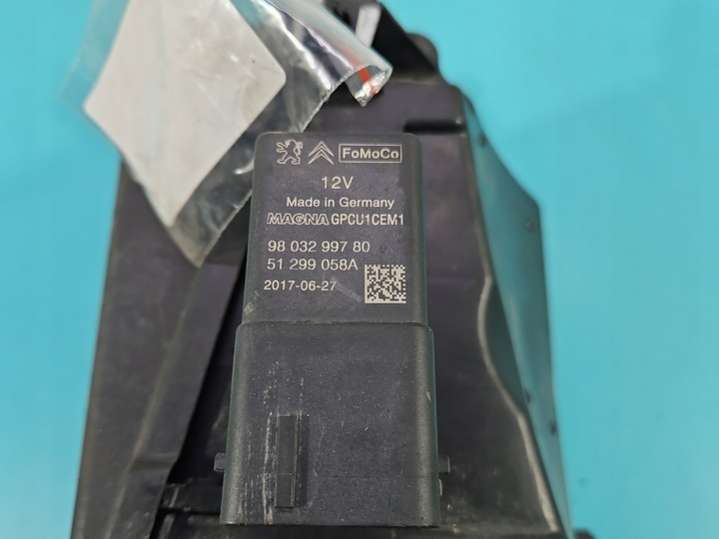 FoMoCo
12V
Made in Germany
MAGNA GPCU1CEM1
98 032 997 80
51 299 058A
2017-06-27